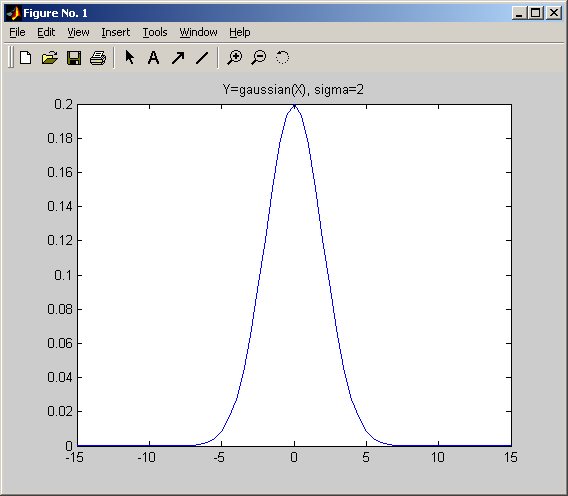 Figure No. 1
File Edit View Insert Tools Window Help
A
Y=gaussian(X), sigma=2
0.2
0.18
0.16
0.14
0.12
0.1
0.08
0.06
0.04
0.02
0
-15 -10 -5 0 5 10 15